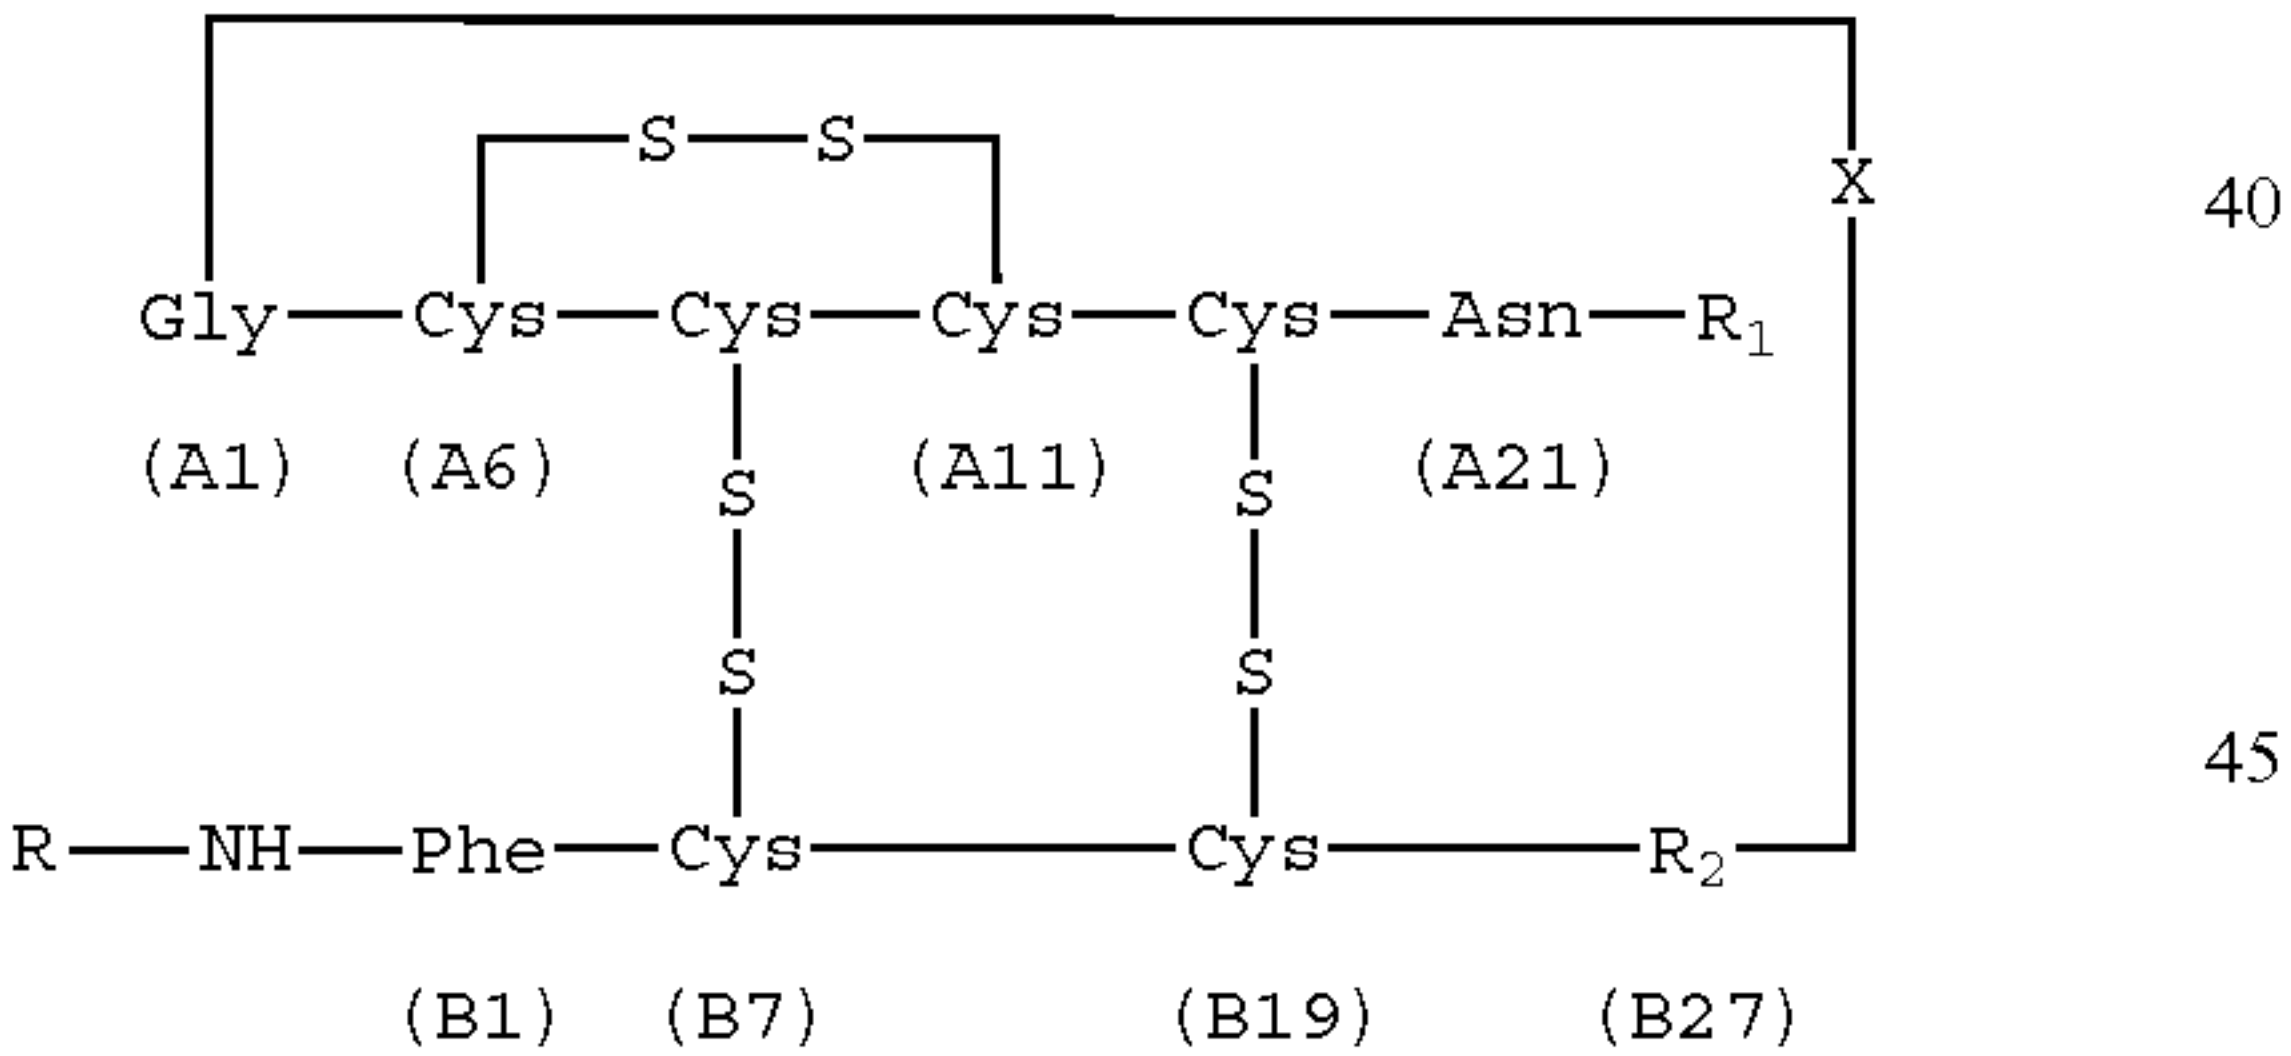 S S
X
40
Gly Cys Cys Cys Cys Asn R₁
(A1) (A6) (A11) (A21)
S S
S S
45
R NH Phe Cys Cys R₂
(B1) (B7) (B19) (B27)